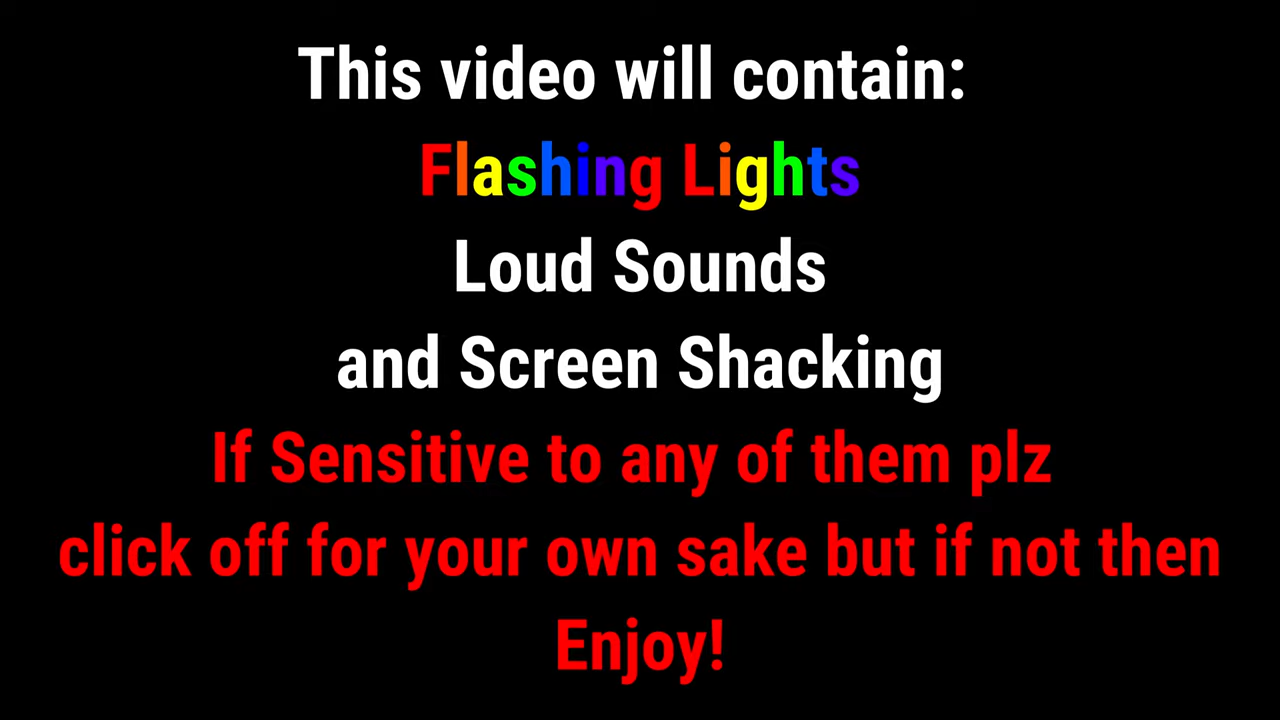 This video will contain:
Flashing Lights
Loud Sounds
and Screen Shacking
If Sensitive to any of them plz
click off for your own sake but if not then
Enjoy!